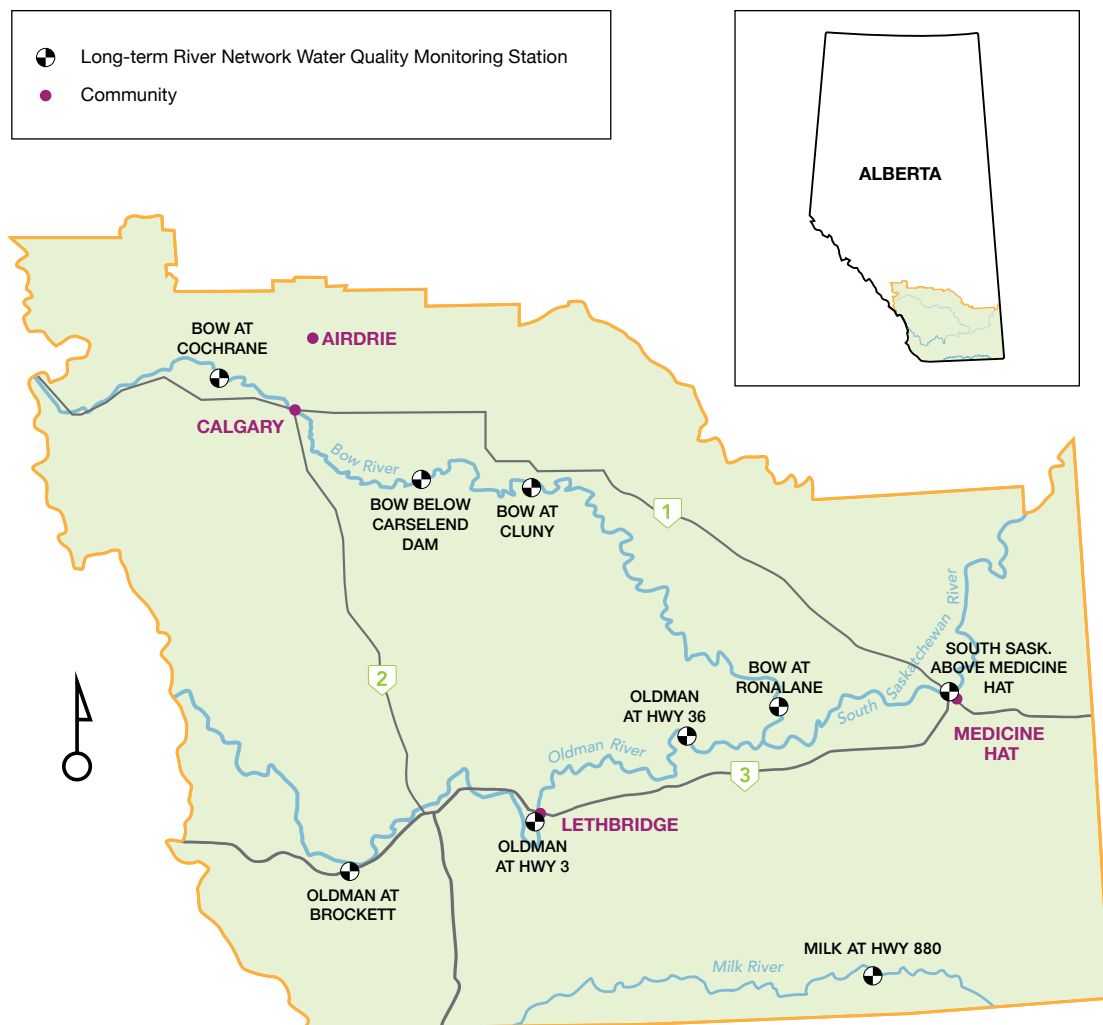 Long-term River Network Water Quality Monitoring Station
Community
ALBERTA
BOW AT
COCHRANE
AIRDRIE
CALGARY
Bow River
BOW BELOW
CARSELEND
DAM
BOW AT
CLUNY
1
2
South Saskatchewan River
SOUTH SASK.
ABOVE MEDICINE
HAT
BOW AT
RONALANE
OLDMAN
AT HWY 36
MEDICINE
HAT
Oldman River
3
LETHBRIDGE
OLDMAN
AT HWY 3
OLDMAN AT
BROCKETT
MILK AT HWY 880
Milk River